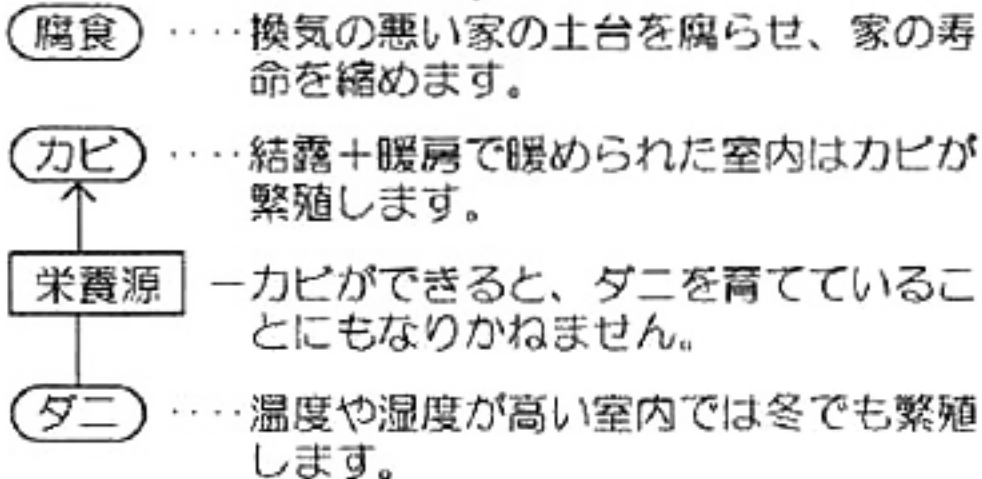 腐食 ････換気の悪い家の土台を腐らせ、家の寿
命を縮めます。
カビ ････結露＋暖房で暖められた室内はカビが
繁殖します。
栄養源 －カビができると、ダニを育てているこ
とにもなりかねません。
ダニ ････温度や湿度が高い室内では冬でも繁殖
します。